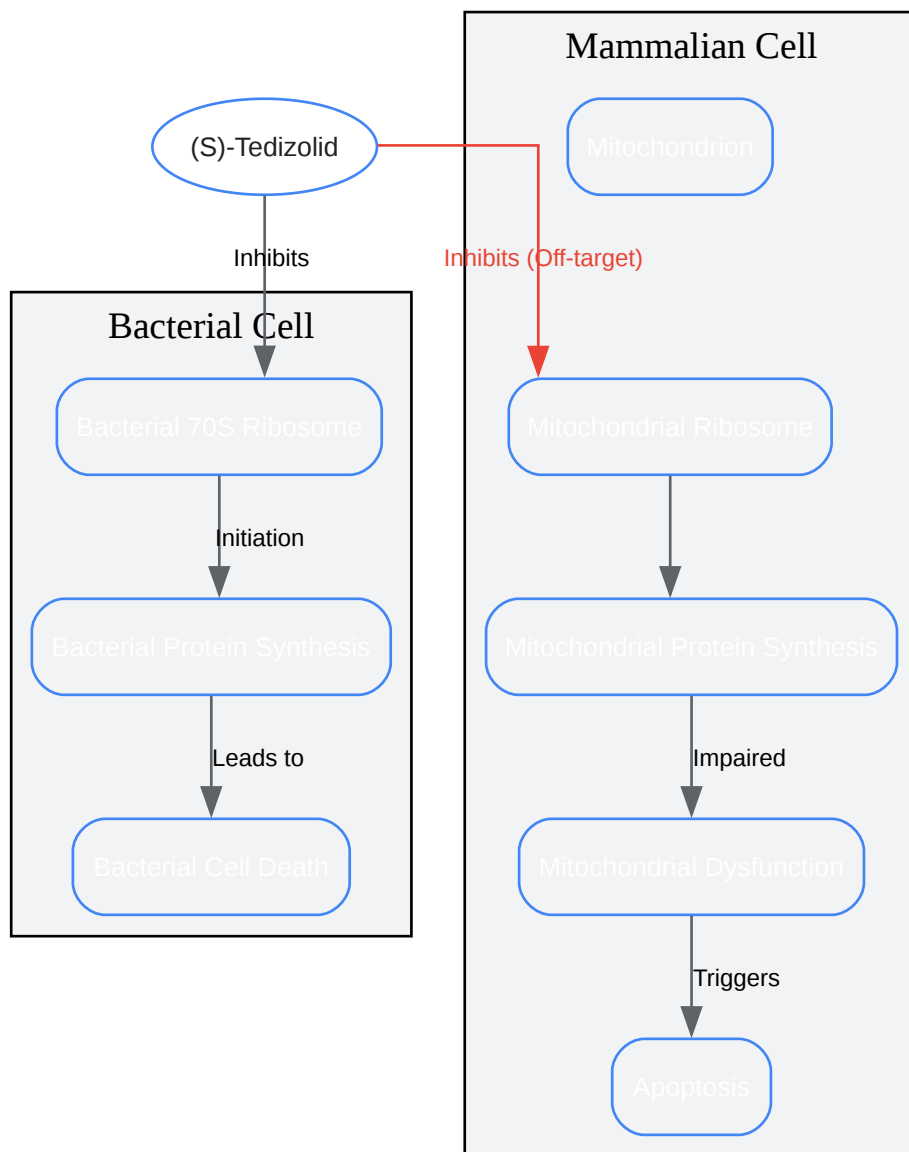 Mammalian Cell
Mitochondrion
(S)-Tedizolid
Inhibits
Inhibits (Off-target)
Bacterial Cell
Bacterial 70S Ribosome
Mitochondrial Ribosome
Initiation
Bacterial Protein Synthesis
Mitochondrial Protein Synthesis
Leads to
Impaired
Bacterial Cell Death
Mitochondrial Dysfunction
Triggers
Apoptosis